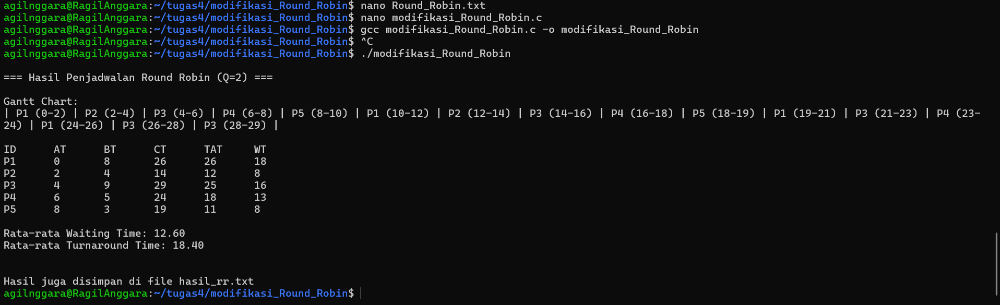 agilnggara@RagilAnggara:~/tugas4/modifikasi_Round_Robin$ nano Round_Robin.txt
agilnggara@RagilAnggara:~/tugas4/modifikasi_Round_Robin$ nano modifikasi_Round_Robin.c
agilnggara@RagilAnggara:~/tugas4/modifikasi_Round_Robin$ gcc modifikasi_Round_Robin.c -o modifikasi_Round_Robin
agilnggara@RagilAnggara:~/tugas4/modifikasi_Round_Robin$ ^C
agilnggara@RagilAnggara:~/tugas4/modifikasi_Round_Robin$ ./modifikasi_Round_Robin
=== Hasil Penjadwalan Round Robin (Q=2) ===
Gantt Chart:
| P1 (0-2) | P2 (2-4) | P3 (4-6) | P4 (6-8) | P5 (8-10) | P1 (10-12) | P2 (12-14) | P3 (14-16) | P4 (16-18) | P5 (18-19) | P1 (19-21) | P3 (21-23) | P4 (23-
24) | P1 (24-26) | P3 (26-28) | P3 (28-29) |
ID AT BT CT TAT WT
P1 0 8 26 26 18
P2 2 4 14 12 8
P3 4 9 29 25 16
P4 6 5 24 18 13
P5 8 3 19 11 8
Rata-rata Waiting Time: 12.60
Rata-rata Turnaround Time: 18.40
Hasil juga disimpan di file hasil_rr.txt
agilnggara@RagilAnggara:~/tugas4/modifikasi_Round_Robin$